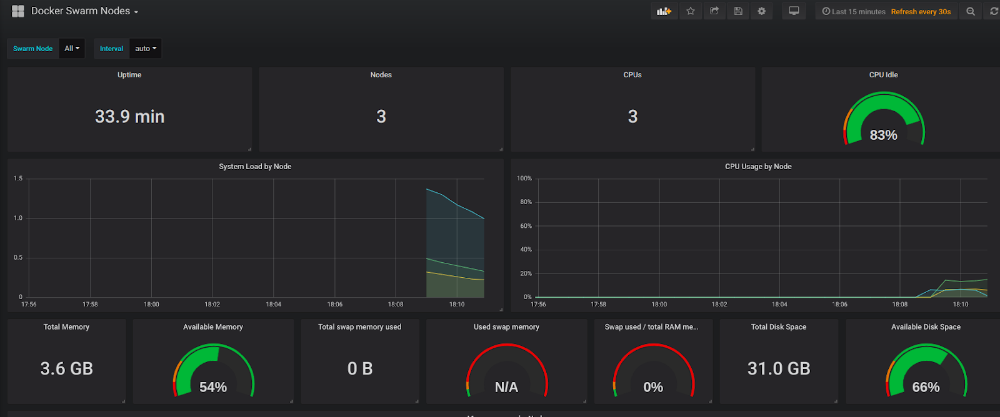 Docker Swarm Nodes
Last 15 minutes Refresh every 30s
Swarm Node All Interval auto
Uptime
33.9 min
Nodes
3
CPUs
3
CPU Idle
83%
System Load by Node
1.5
1.0
0.5
0
17:56 17:58 18:00 18:02 18:04 18:06 18:08 18:10
CPU Usage by Node
100%
80%
60%
40%
20%
0%
17:56 17:58 18:00 18:02 18:04 18:06 18:08 18:10
Total Memory
3.6 GB
Available Memory
54%
Total swap memory used
0 B
Used swap memory
N/A
Swap used / total RAM me...
0%
Total Disk Space
31.0 GB
Available Disk Space
66%